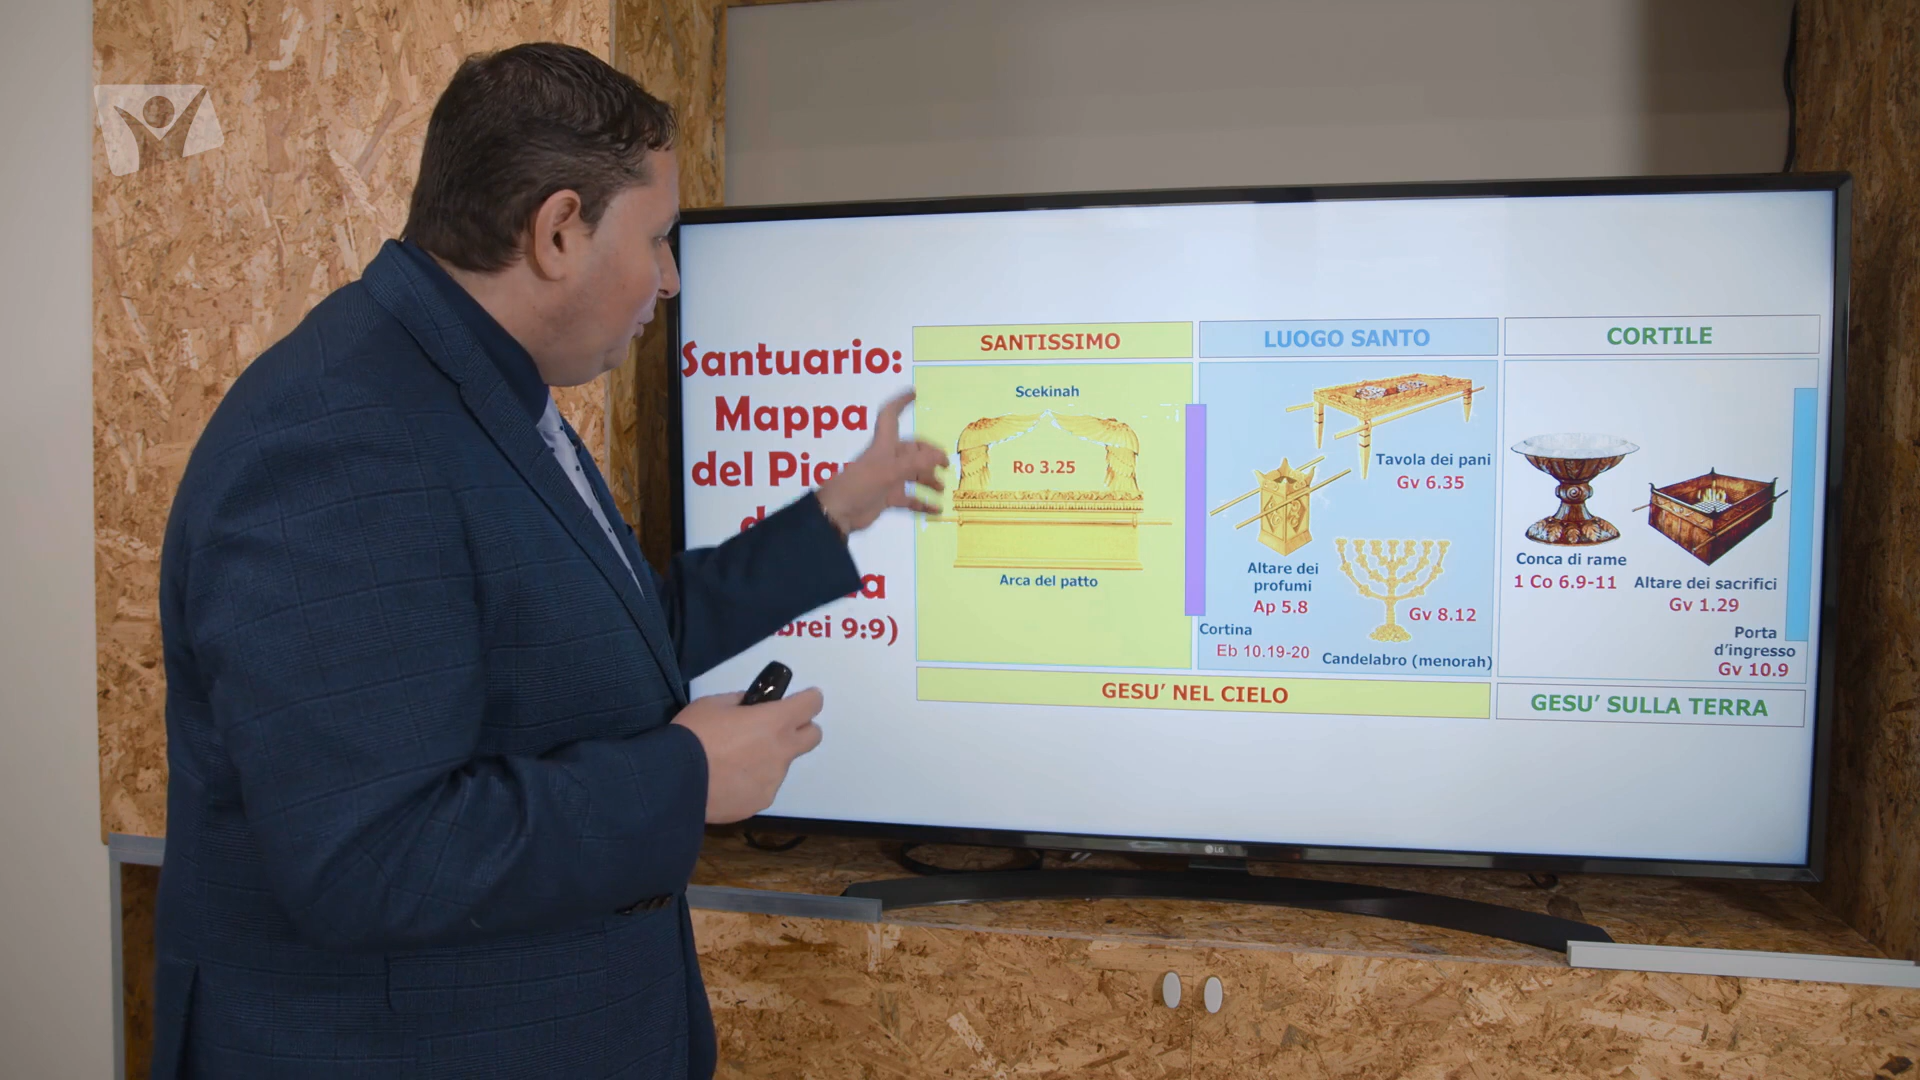 Santuario:
Mappa
del
brei 9:9)
SANTISSIMO
Scekinah
Ro 3.25
Arca del patto
LUOGO SANTO
Tavola dei pani
Gv 6.35
Altare dei
profumi
Ap 5.8
Gv 8.12
Cortina
Eb 10.19-20
Candelabro (menorah)
CORTILE
Conca di rame
1 Co 6.9-11
Altare dei sacrifici
Gv 1.29
Porta
d’ingresso
Gv 10.9
GESU’ NEL CIELO
GESU’ SULLA TERRA
LG